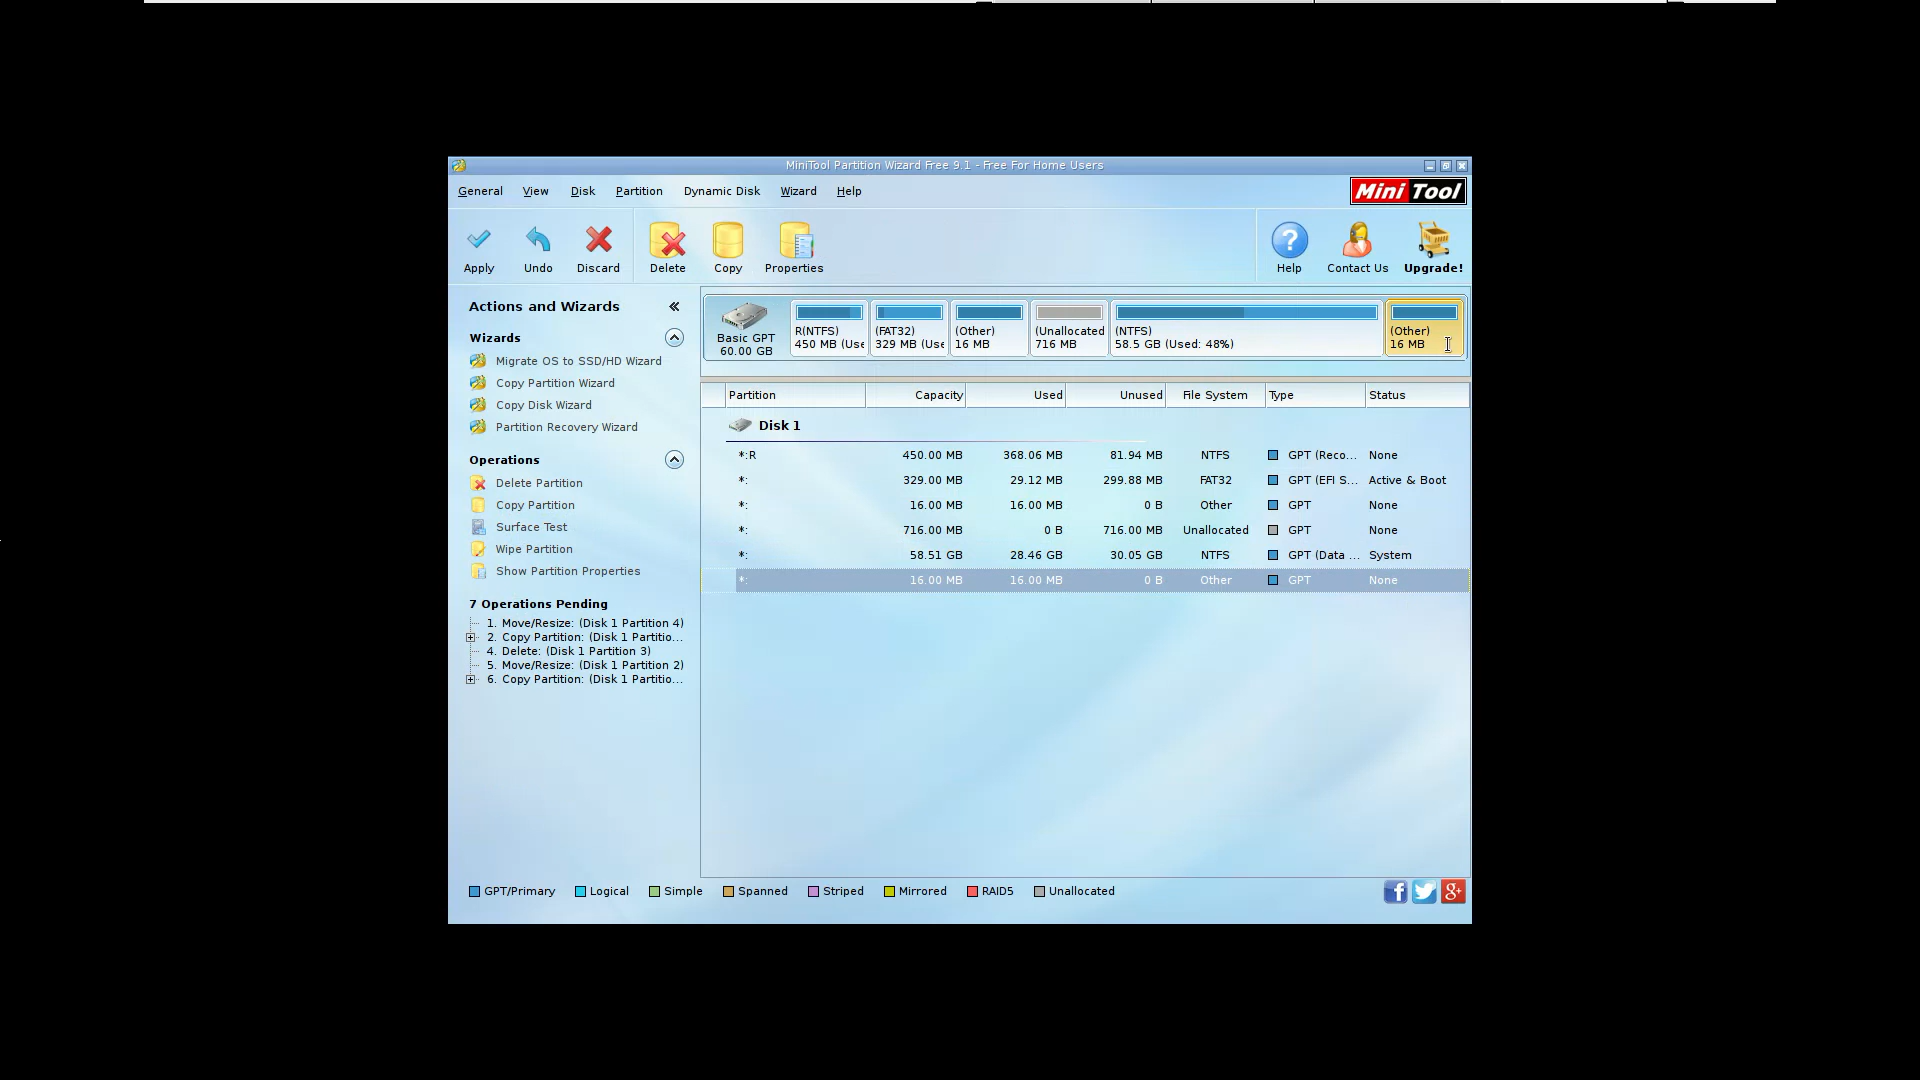 MiniTool Partition Wizard Free 9.1 - Free For Home Users
General View Disk Partition Dynamic Disk Wizard Help
Mini Tool
Apply Undo Discard Delete Copy Properties Help Contact Us Upgrade!
Actions and Wizards
Wizards
Migrate OS to SSD/HD Wizard
Copy Partition Wizard
Copy Disk Wizard
Partition Recovery Wizard
Operations
Delete Partition
Copy Partition
Surface Test
Wipe Partition
Show Partition Properties
7 Operations Pending
1. Move/Resize: (Disk 1 Partition 4)
2. Copy Partition: (Disk 1 Partitio...
4. Delete: (Disk 1 Partition 3)
5. Move/Resize: (Disk 1 Partition 2)
6. Copy Partition: (Disk 1 Partitio...
Basic GPT
60.00 GB
R(NTFS)
450 MB (Use
(FAT32)
329 MB (Use
(Other)
16 MB
(Unallocated
716 MB
(NTFS)
58.5 GB (Used: 48%)
(Other)
16 MB
Partition Capacity Used Unused File System Type Status
Disk 1
*:R 450.00 MB 368.06 MB 81.94 MB NTFS GPT (Reco... None
*: 329.00 MB 29.12 MB 299.88 MB FAT32 GPT (EFI S... Active & Boot
*: 16.00 MB 16.00 MB 0 B Other GPT None
*: 716.00 MB 0 B 716.00 MB Unallocated GPT None
*: 58.51 GB 28.46 GB 30.05 GB NTFS GPT (Data ... System
*: 16.00 MB 16.00 MB 0 B Other GPT None
GPT/Primary Logical Simple Spanned Striped Mirrored RAID5 Unallocated